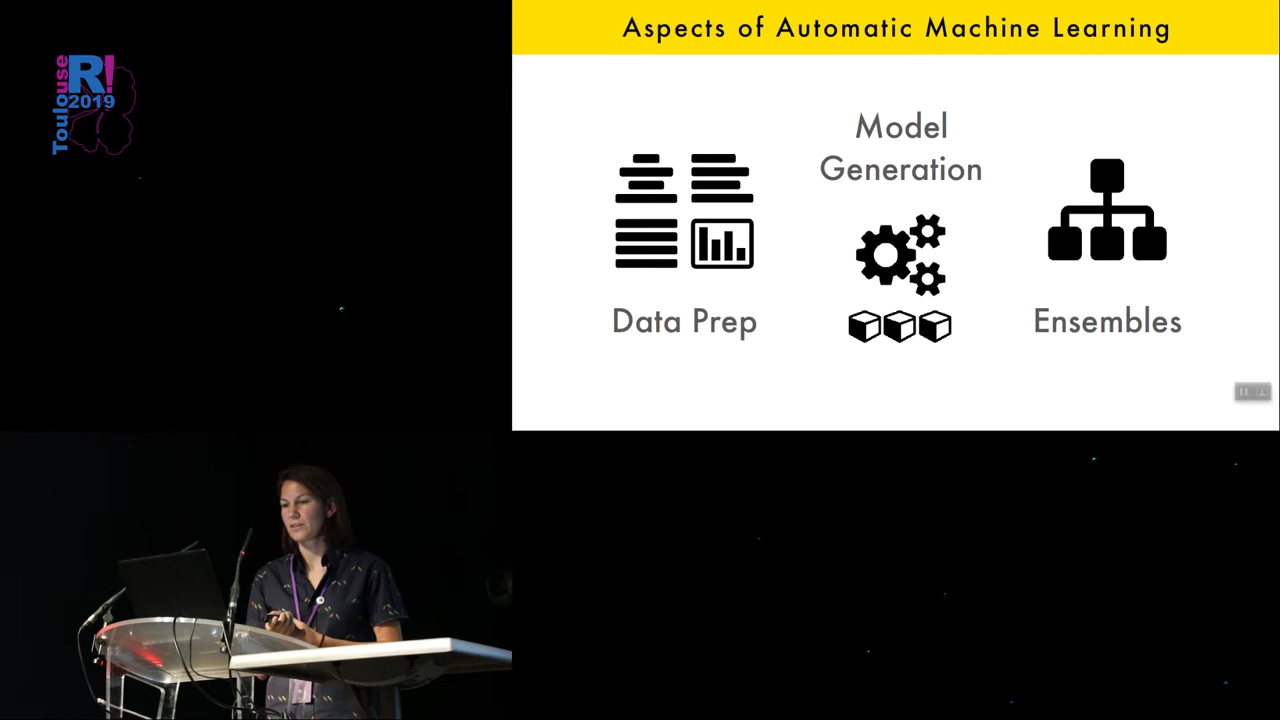 Toulouse
R!
2019
Aspects of Automatic Machine Learning
Model
Generation
Data Prep
Ensembles